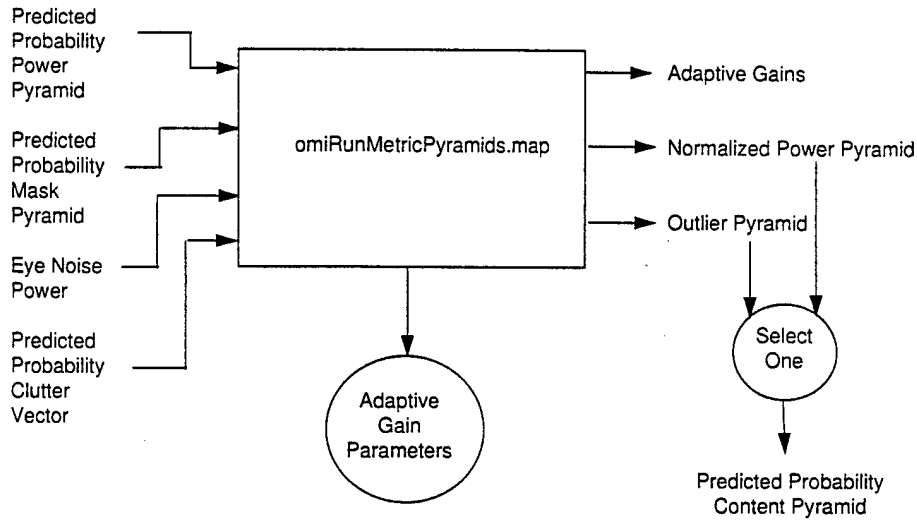 Predicted
Probability
Power
Pyramid
Predicted
Probability
Mask
Pyramid
Eye Noise
Power
Predicted
Probability
Clutter
Vector
omiRunMetricPyramids.map
Adaptive
Gain
Parameters
Adaptive Gains
Normalized Power Pyramid
Outlier Pyramid
Select
One
Predicted Probability
Content Pyramid